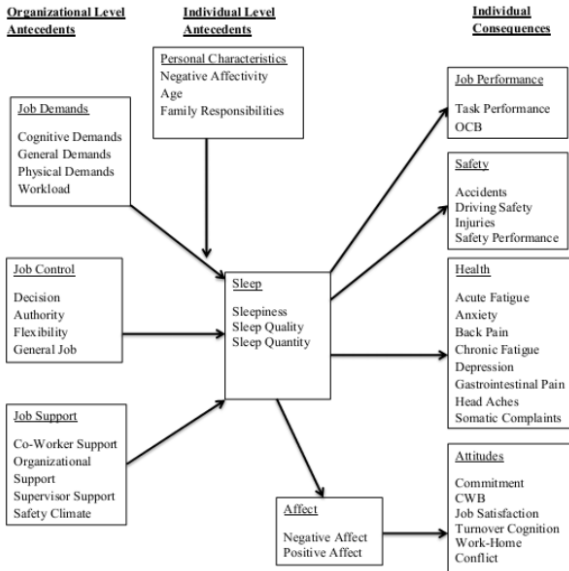 Organizational Level
Antecedents
Individual Level
Antecedents
Individual
Consequences
Personal Characteristics
Negative Affectivity
Age
Family Responsibilities
Job Demands
Cognitive Demands
General Demands
Physical Demands
Workload
Job Control
Decision
Authority
Flexibility
General Job
Job Support
Co-Worker Support
Organizational
Support
Supervisor Support
Safety Climate
Sleep
Sleepiness
Sleep Quality
Sleep Quantity
Affect
Negative Affect
Positive Affect
Job Performance
Task Performance
OCB
Safety
Accidents
Driving Safety
Injuries
Safety Performance
Health
Acute Fatigue
Anxiety
Back Pain
Chronic Fatigue
Depression
Gastrointestinal Pain
Head Aches
Somatic Complaints
Attitudes
Commitment
CWB
Job Satisfaction
Turnover Cognition
Work-Home
Conflict